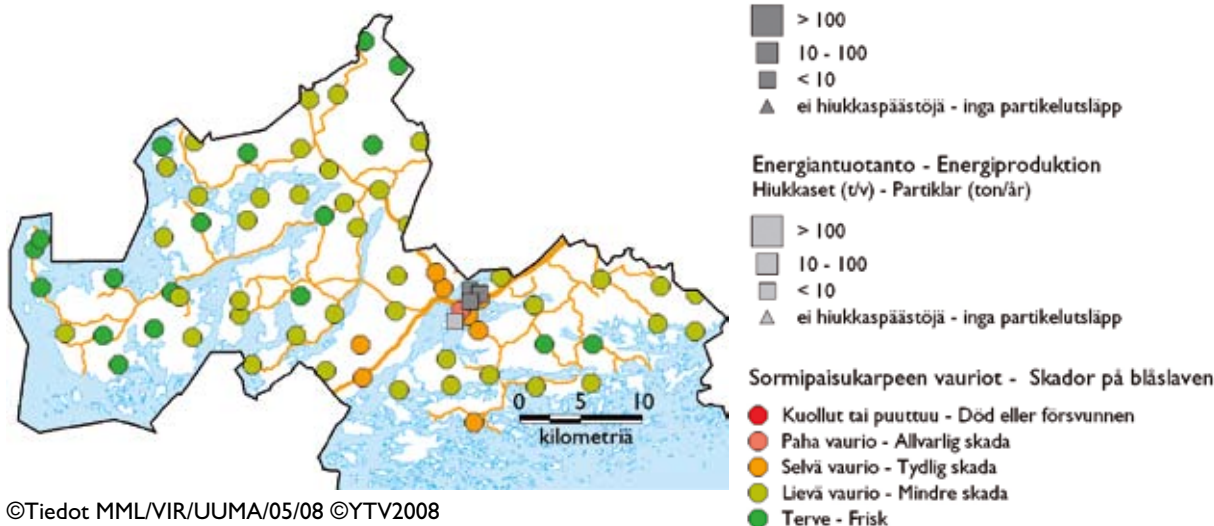 > 100
10 - 100
< 10
ei hiukkaspäästöjä - inga partikelutsläpp
Energiantuotanto - Energiproduktion
Hiukkaset (t/v) - Partiklar (ton/år)
> 100
10 - 100
< 10
ei hiukkaspäästöjä - inga partikelutsläpp
Sormipaisukarpeen vauriot - Skador på blåslaven
Kuollut tai puuttuu - Död eller försvunnen
Paha vaurio - Allvarlig skada
Selvä vaurio - Tydlig skada
Lievä vaurio - Mindre skada
Terve - Frisk
0 5 10
kilometriä
©Tiedot MML/VIR/UUMA/05/08 ©YTV2008